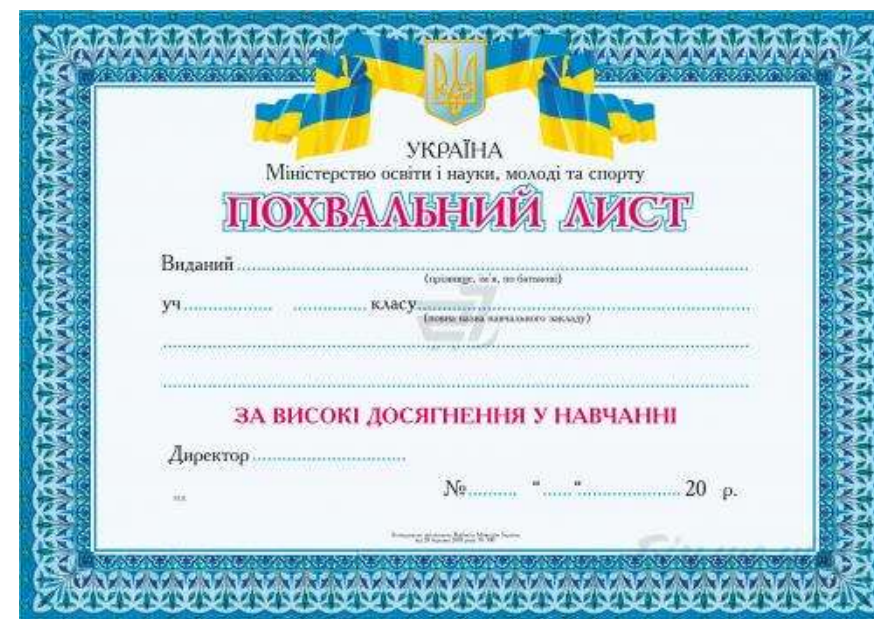 УКРАЇНА
Міністерство освіти і науки, молоді та спорту
ПОХВАЛЬНИЙ ЛИСТ
Виданий
(прізвище, ім'я, по батькові)
уч. класу
(повна назва навчального закладу)
ЗА ВИСОКІ ДОСЯГНЕННЯ У НАВЧАННІ
Директор
№ “ “ 20 р.